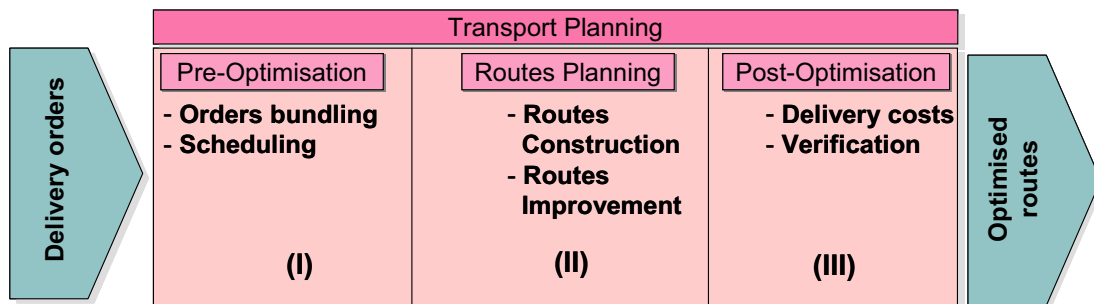 Transport Planning
Delivery orders
Pre-Optimisation
- Orders bundling
- Scheduling
(I)
Routes Planning
- Routes
Construction
- Routes
Improvement
(II)
Post-Optimisation
- Delivery costs
- Verification
(III)
Optimised
routes